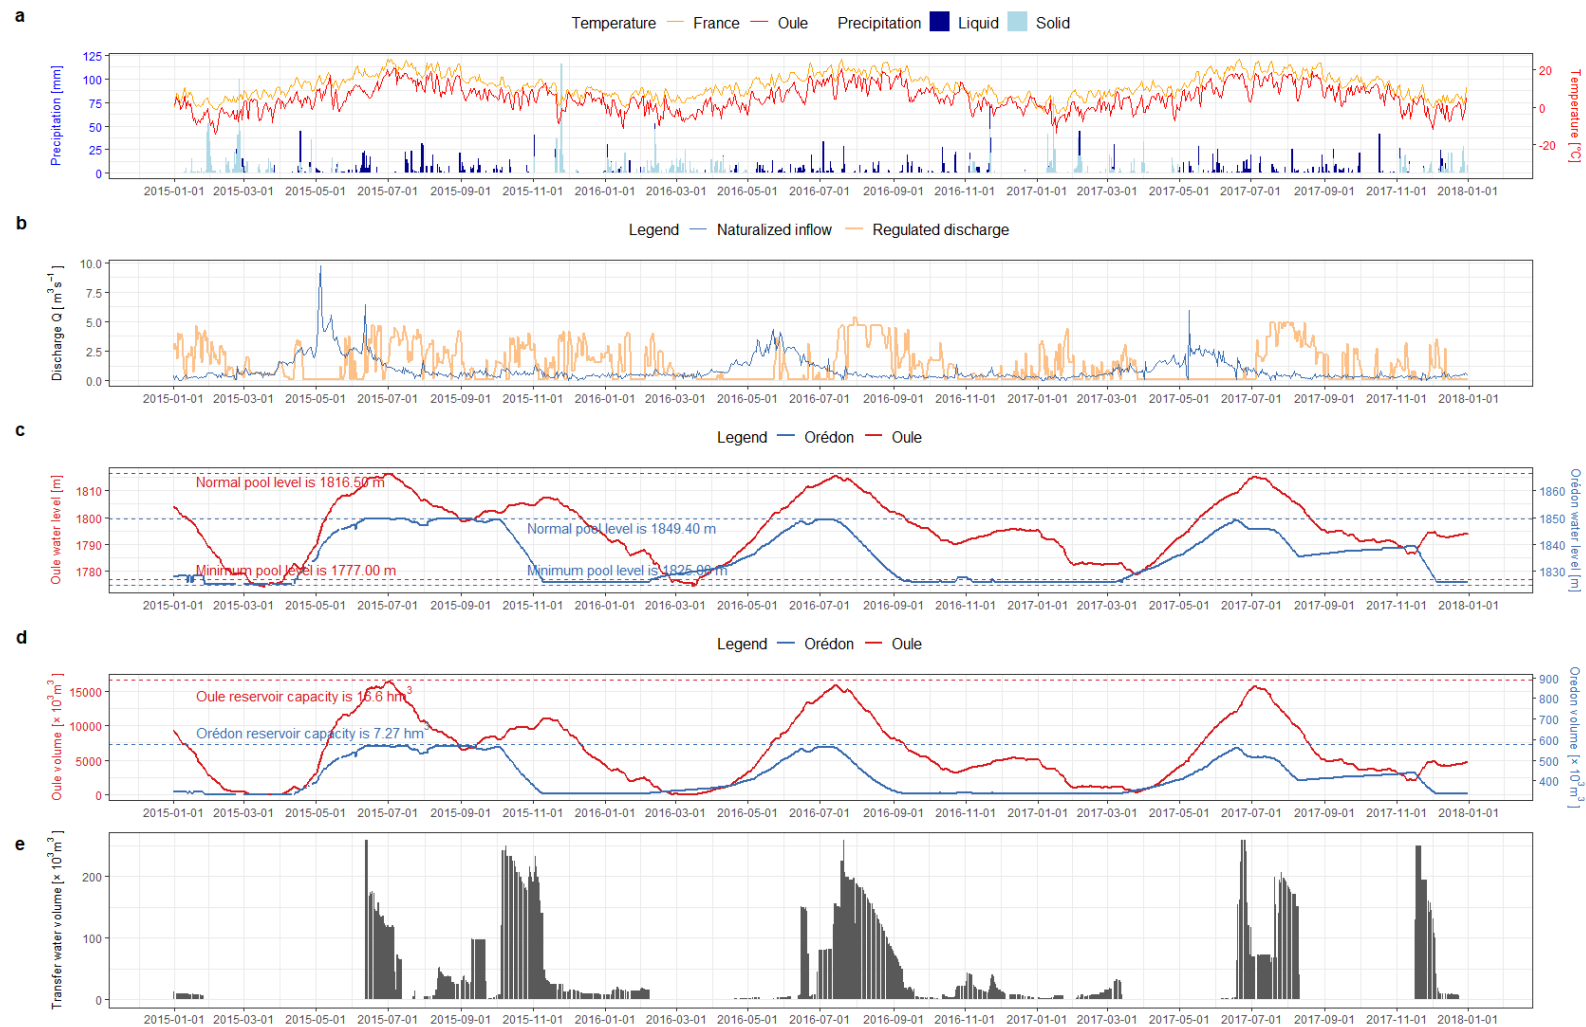 a
Temperature France Oule Precipitation Liquid Solid
Precipitation [mm]
125
100
75
50
25
0
20
0
-20
Temperature [°C]
2015-01-01 2015-03-01 2015-05-01 2015-07-01 2015-09-01 2015-11-01 2016-01-01 2016-03-01 2016-05-01 2016-07-01 2016-09-01 2016-11-01 2017-01-01 2017-03-01 2017-05-01 2017-07-01 2017-09-01 2017-11-01 2018-01-01
b
Legend Naturalized inflow Regulated discharge
Discharge Q [ m³s⁻¹ ]
10.0
7.5
5.0
2.5
0.0
2015-01-01 2015-03-01 2015-05-01 2015-07-01 2015-09-01 2015-11-01 2016-01-01 2016-03-01 2016-05-01 2016-07-01 2016-09-01 2016-11-01 2017-01-01 2017-03-01 2017-05-01 2017-07-01 2017-09-01 2017-11-01 2018-01-01
c
Legend Orédon Oule
Oule water level [m]
1810
1800
1790
1780
Normal pool level is 1816.50 m
Normal pool level is 1849.40 m
Minimum pool level is 1777.00 m
Minimum pool level is 1825.00 m
1860
1850
1840
1830
Orédon water level [m]
2015-01-01 2015-03-01 2015-05-01 2015-07-01 2015-09-01 2015-11-01 2016-01-01 2016-03-01 2016-05-01 2016-07-01 2016-09-01 2016-11-01 2017-01-01 2017-03-01 2017-05-01 2017-07-01 2017-09-01 2017-11-01 2018-01-01
d
Legend Orédon Oule
Oule volume [× 10³m³ ]
15000
10000
5000
0
Oule reservoir capacity is 16.6 hm³
Orédon reservoir capacity is 7.27 hm³
900
800
700
600
500
400
Oredon volume [× 10³m³ ]
2015-01-01 2015-03-01 2015-05-01 2015-07-01 2015-09-01 2015-11-01 2016-01-01 2016-03-01 2016-05-01 2016-07-01 2016-09-01 2016-11-01 2017-01-01 2017-03-01 2017-05-01 2017-07-01 2017-09-01 2017-11-01 2018-01-01
e
Transfer water volume [× 10³m³ ]
200
100
0
2015-01-01 2015-03-01 2015-05-01 2015-07-01 2015-09-01 2015-11-01 2016-01-01 2016-03-01 2016-05-01 2016-07-01 2016-09-01 2016-11-01 2017-01-01 2017-03-01 2017-05-01 2017-07-01 2017-09-01 2017-11-01 2018-01-01